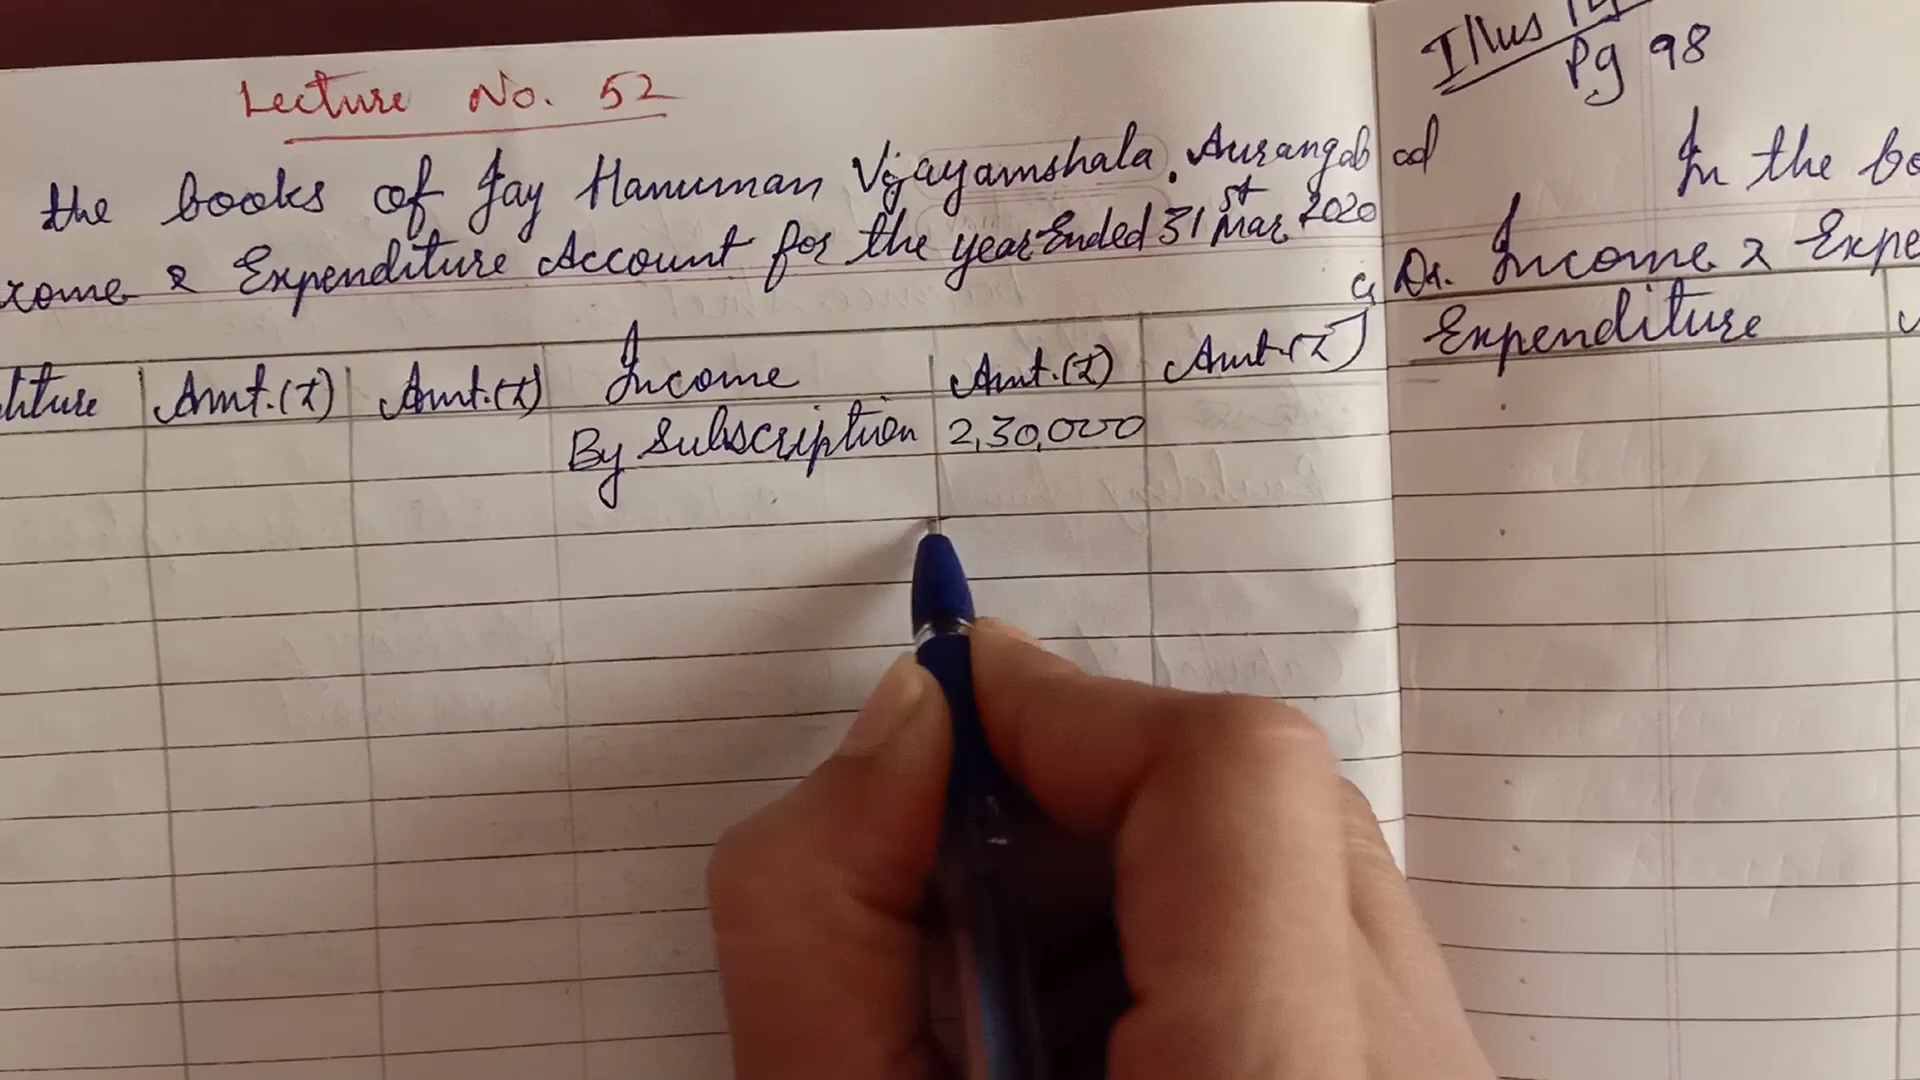 Lecture No. 52
the books of Jay Hanuman Vyayamshala. Aurangabad
come & Expenditure Account for the year Ended 31st Mar 2020
Cr
diture Amt.(₹) Amt.(₹) Income Amt.(₹) Amt.(₹)
By Subscription 2,30,000
Illus
Pg 98
In the bo
Dr. Income & Expe
Expenditure